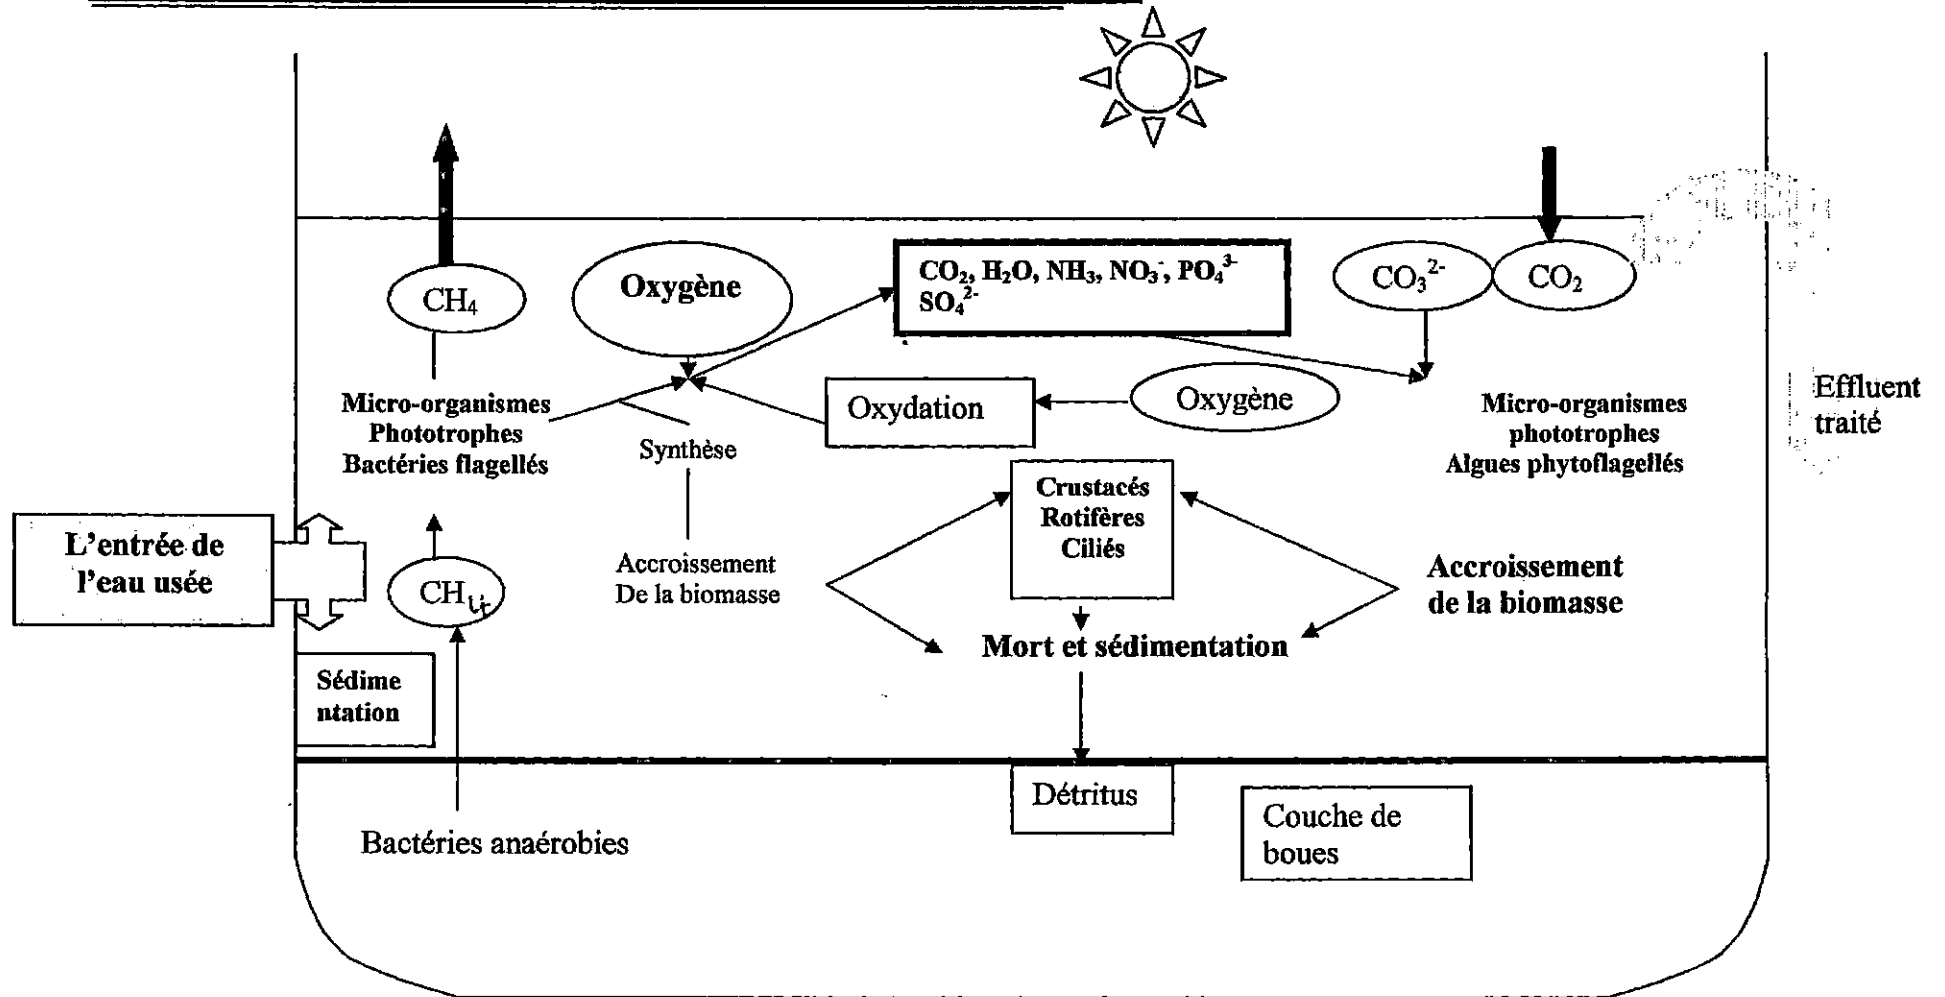 CH₄
Oxygène
CO₂, H₂O, NH₃, NO₃⁻, PO₄³⁻
SO₄²⁻
CO₃²⁻
CO₂
Micro-organismes
Phototrophes
Bactéries flagellés
Synthèse
Oxydation
Oxygène
Micro-organismes
phototrophes
Algues phytoflagellés
Effluent
traité
L'entrée de
l'eau usée
CH₄
Accroissement
De la biomasse
Crustacés
Rotifères
Ciliés
Accroissement
de la biomasse
Mort et sédimentation
Sédime
ntation
Détritus
Couche de
boues
Bactéries anaérobies